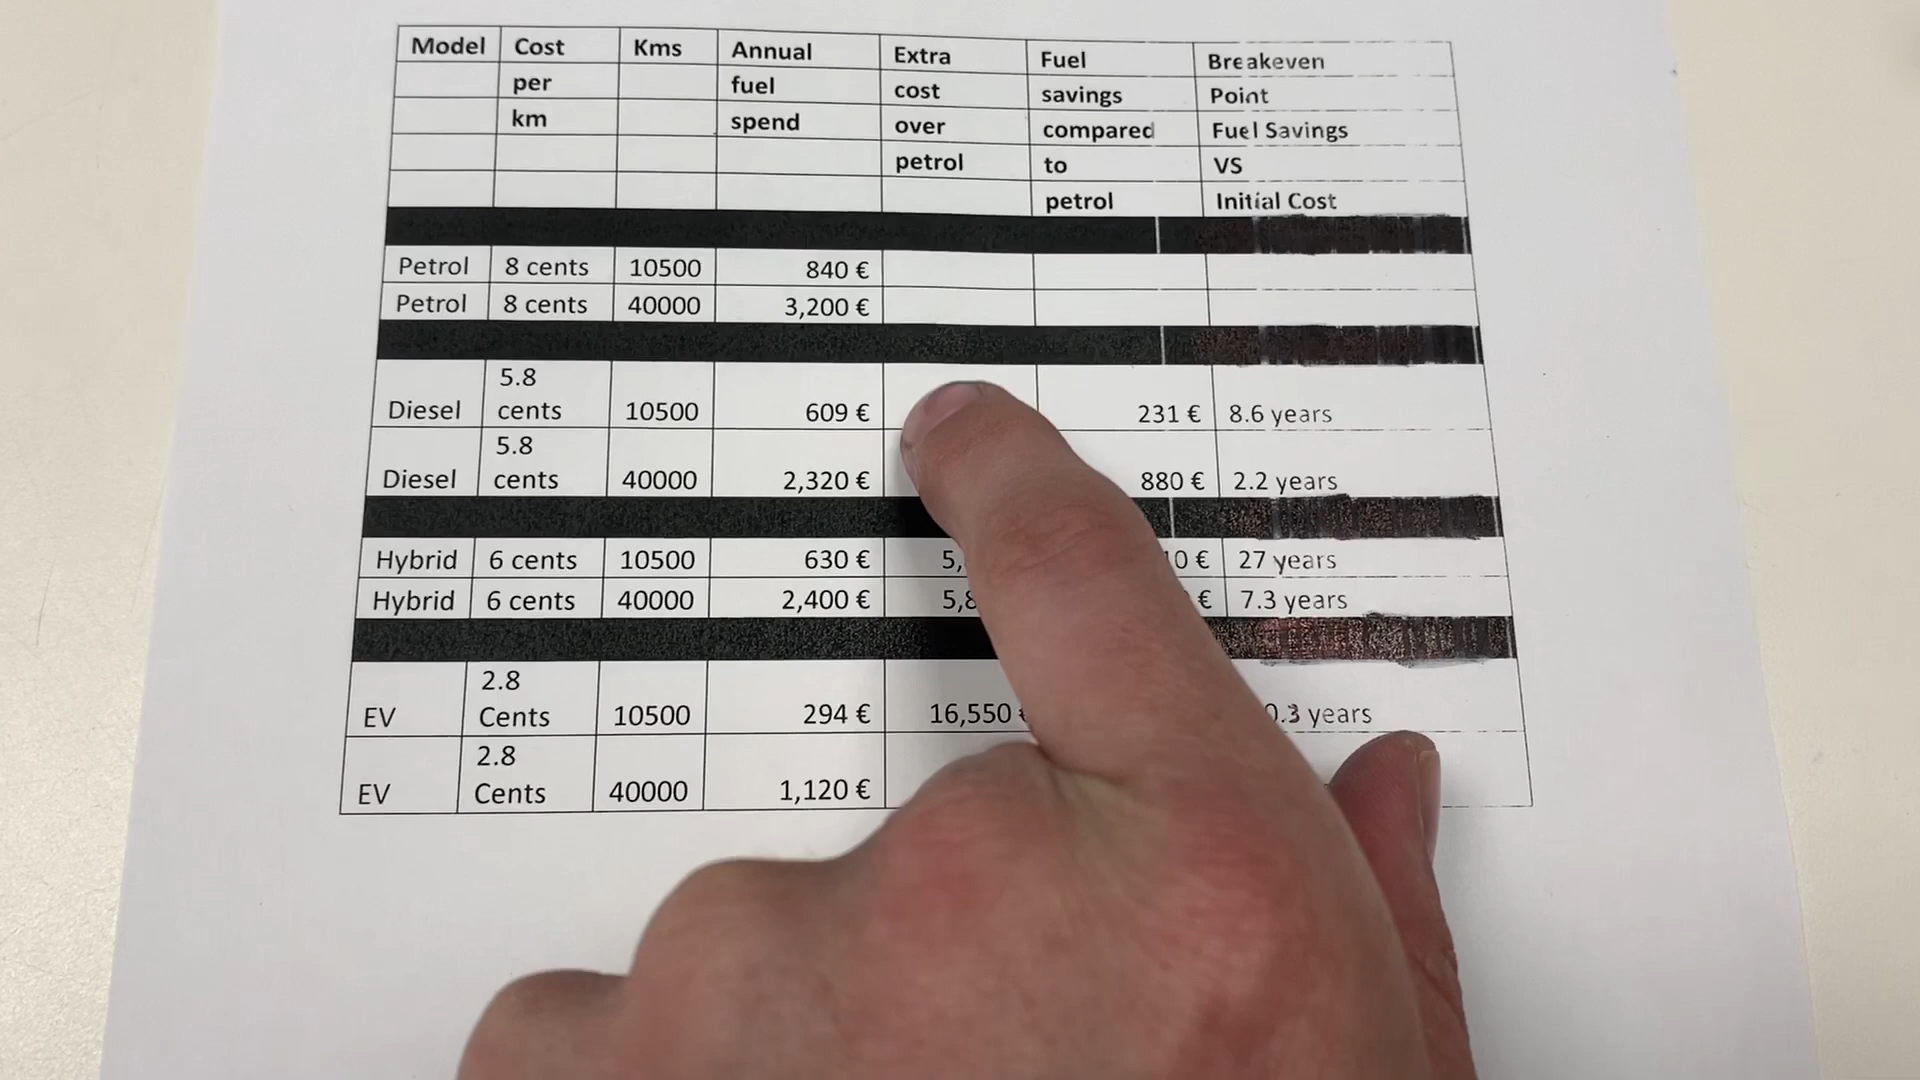 Model Cost Kms Annual Extra Fuel Breakeven
per fuel cost savings Point
km spend over compared Fuel Savings
petrol to VS
petrol Initial Cost
Petrol 8 cents 10500 840 €
Petrol 8 cents 40000 3,200 €
5.8
Diesel cents 10500 609 € 231 € 8.6 years
5.8
Diesel cents 40000 2,320 € 880 € 2.2 years
Hybrid 6 cents 10500 630 € 27 years
Hybrid 6 cents 40000 2,400 € 7.3 years
2.8
EV Cents 10500 294 € 16,550 years
2.8
EV Cents 40000 1,120 €